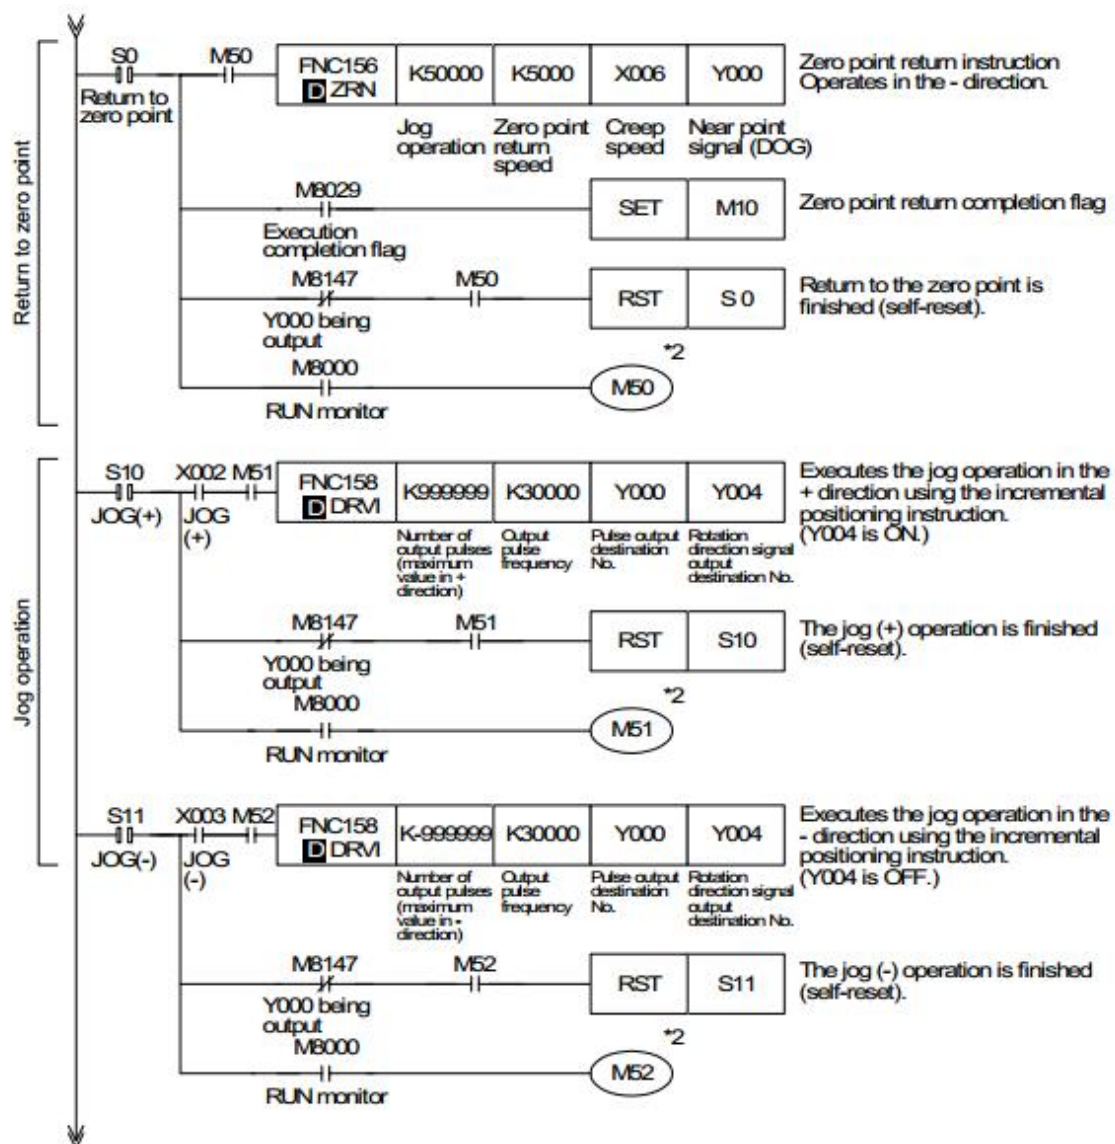 Return to zero point
S0
Return to
zero point
M50
FNC156
D ZRN
K50000
K5000
X006
Y000
Zero point return instruction
Operates in the - direction.
Jog
operation
Zero point
return
speed
Creep
speed
Near point
signal (DOG)
M8029
Execution
completion flag
SET
M10
Zero point return completion flag
M8147
Y000 being
output
M50
RST
S 0
Return to the zero point is
finished (self-reset).
M8000
RUN monitor
*2
M50
Jog operation
S10
JOG(+)
X002
JOG
(+)
M51
FNC158
D DRVI
K999999
K30000
Y000
Y004
Executes the jog operation in the
+ direction using the incremental
positioning instruction.
(Y004 is ON.)
Number of
output pulses
(maximum
value in +
direction)
Output
pulse
frequency
Pulse output
destination
No.
Rotation
direction signal
output
destination No.
M8147
Y000 being
output
M51
RST
S10
The jog (+) operation is finished
(self-reset).
M8000
RUN monitor
*2
M51
S11
JOG(-)
X003
JOG
(-)
M52
FNC158
D DRVI
K-999999
K30000
Y000
Y004
Executes the jog operation in the
- direction using the incremental
positioning instruction.
(Y004 is OFF.)
Number of
output pulses
(maximum
value in -
direction)
Output
pulse
frequency
Pulse output
destination
No.
Rotation
direction signal
output
destination No.
M8147
Y000 being
output
M52
RST
S11
The jog (-) operation is finished
(self-reset).
M8000
RUN monitor
*2
M52